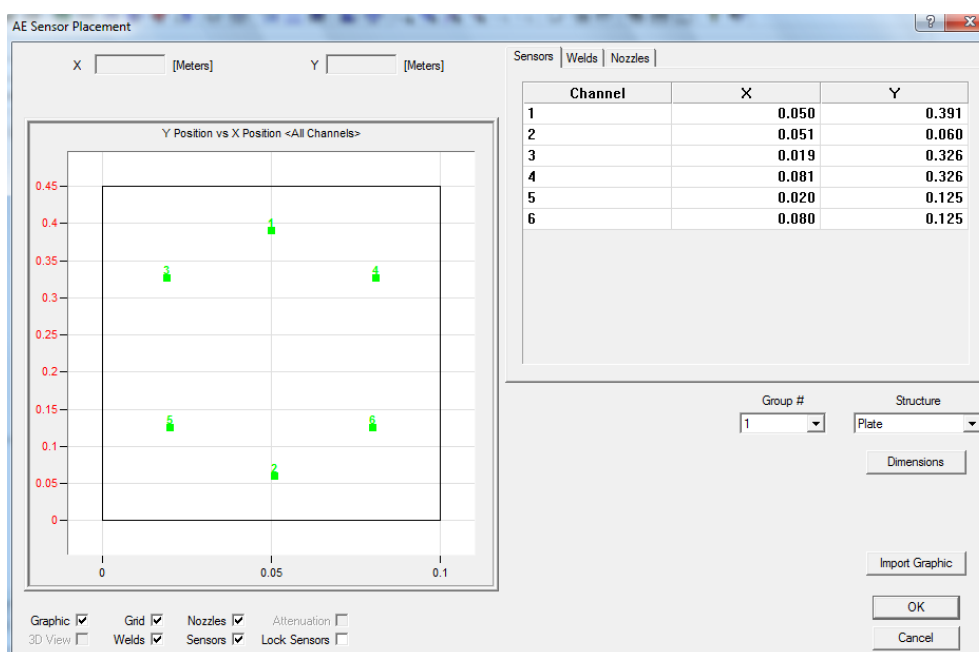 AE Sensor Placement
? X
X [Meters] Y [Meters]
Y Position vs X Position <All Channels>
0.45
0.4
0.35
0.3
0.25
0.2
0.15
0.1
0.05
0
1
3
4
5
6
2
0 0.05 0.1
Graphic Grid Nozzles Attenuation
3D View Welds Sensors Lock Sensors
Sensors Welds Nozzles
Channel X Y
1 0.050 0.391
2 0.051 0.060
3 0.019 0.326
4 0.081 0.326
5 0.020 0.125
6 0.080 0.125
Group # Structure
1 Plate
Dimensions
Import Graphic
OK
Cancel